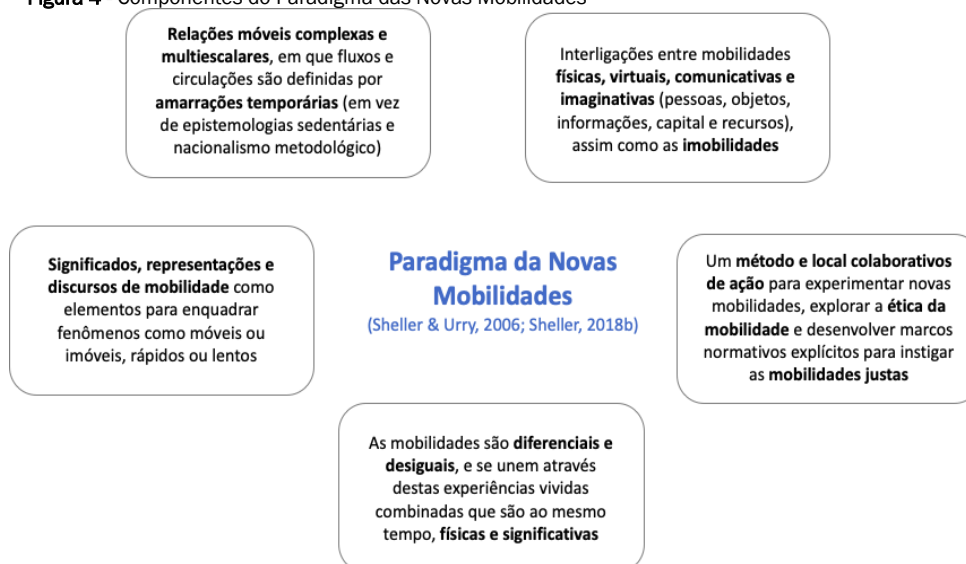 Figura 4 - Componentes do Paradigma das Novas Mobilidades
Relações móveis complexas e
multiescalares, em que fluxos e
circulações são definidas por
amarrações temporárias (em vez
de epistemologias sedentárias e
nacionalismo metodológico)
Interligações entre mobilidades
físicas, virtuais, comunicativas e
imaginativas (pessoas, objetos,
informações, capital e recursos),
assim como as imobilidades
Significados, representações e
discursos de mobilidade como
elementos para enquadrar
fenômenos como móveis ou
imóveis, rápidos ou lentos
Paradigma da Novas
Mobilidades
(Sheller & Urry, 2006; Sheller, 2018b)
Um método e local colaborativos
de ação para experimentar novas
mobilidades, explorar a ética da
mobilidade e desenvolver marcos
normativos explícitos para instigar
as mobilidades justas
As mobilidades são diferenciais e
desiguais, e se unem através
destas experiências vividas
combinadas que são ao mesmo
tempo, físicas e significativas